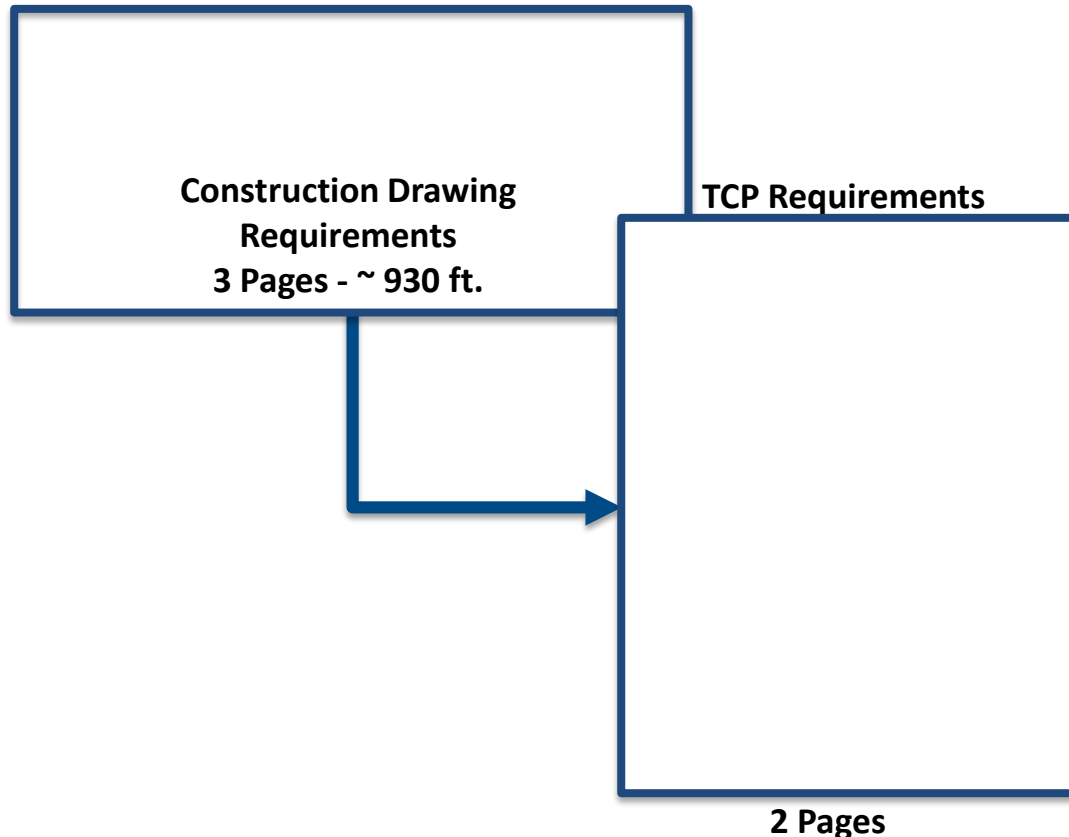 Construction Drawing
Requirements
3 Pages - ~ 930 ft.
TCP Requirements
2 Pages